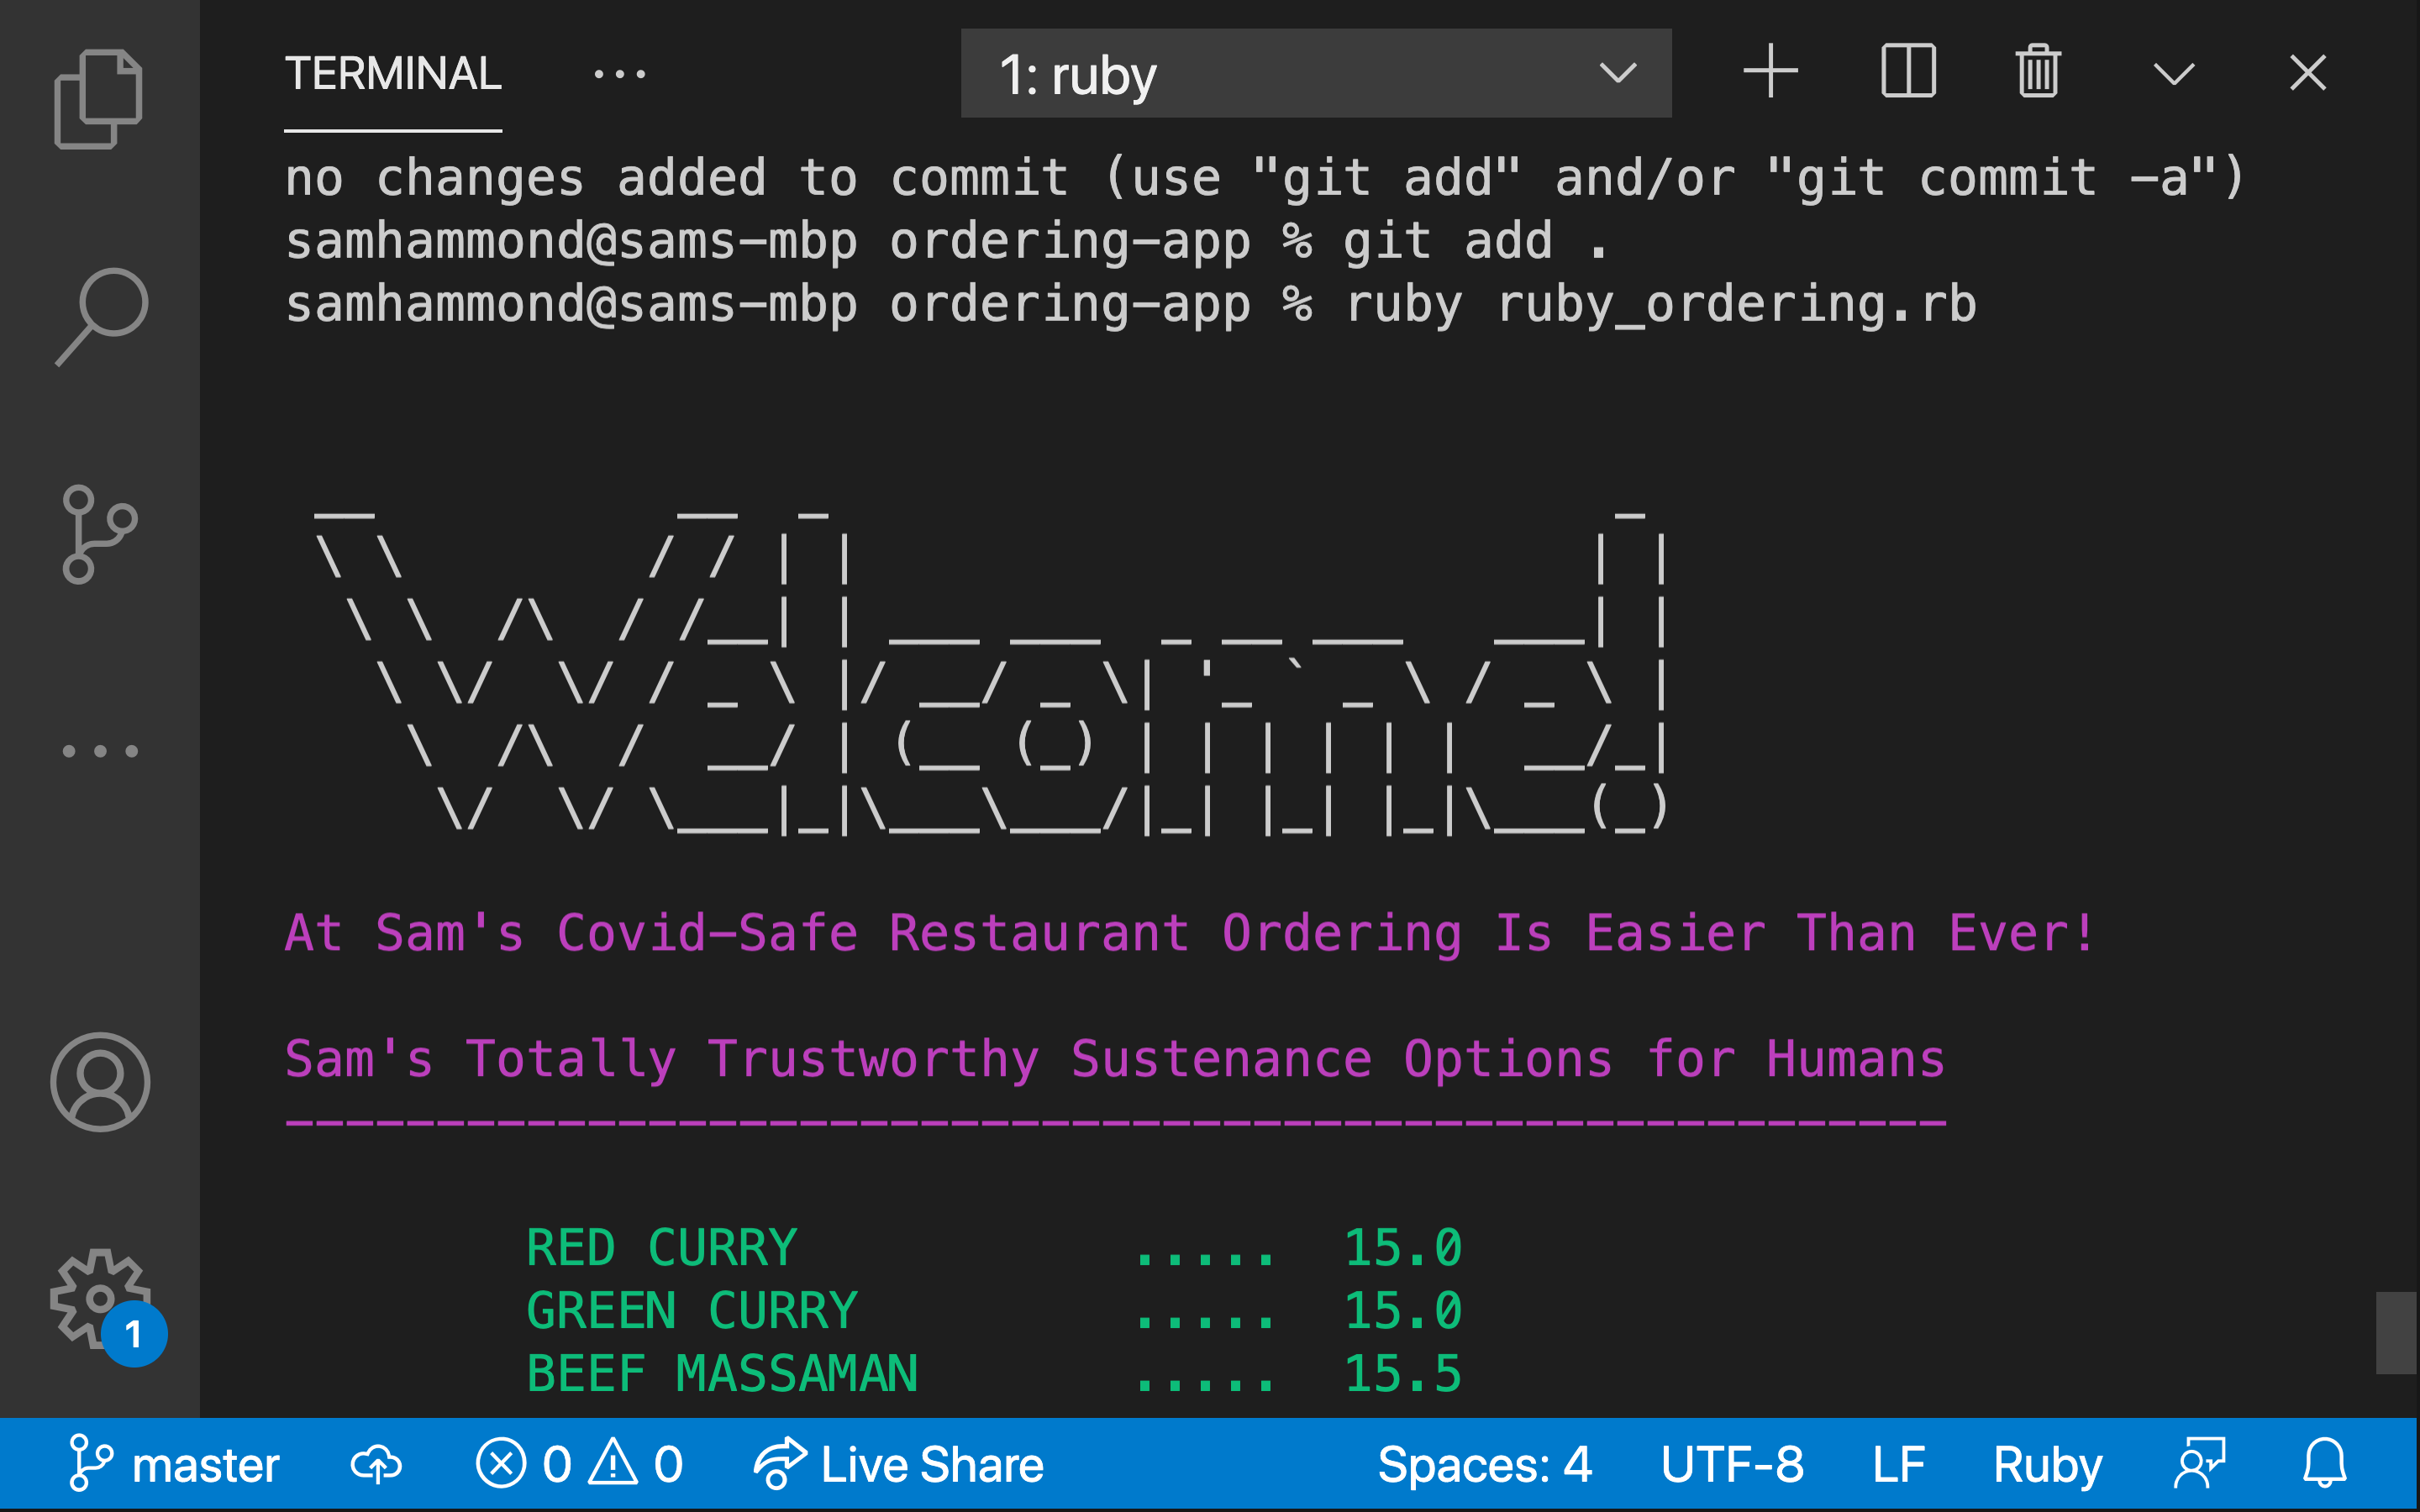 TERMINAL ... 1: ruby
no changes added to commit (use "git add" and/or "git commit -a")
samhammond@sams-mbp ordering-app % git add .
samhammond@sams-mbp ordering-app % ruby ruby_ordering.rb
Welcome!
At Sam's Covid-Safe Restaurant Ordering Is Easier Than Ever!
Sam's Totally Trustworthy Sustenance Options for Humans
-------------------------------------------------------
RED CURRY ..... 15.0
GREEN CURRY ..... 15.0
BEEF MASSAMAN ..... 15.5
1
master 0 0 Live Share Spaces: 4 UTF-8 LF Ruby